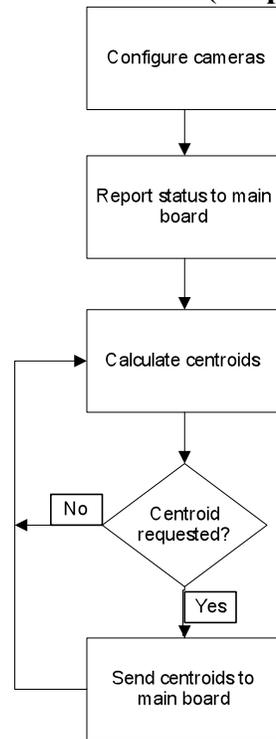 Configure cameras
Report status to main
board
Calculate centroids
Centroid
requested?
No
Yes
Send centroids to
main board